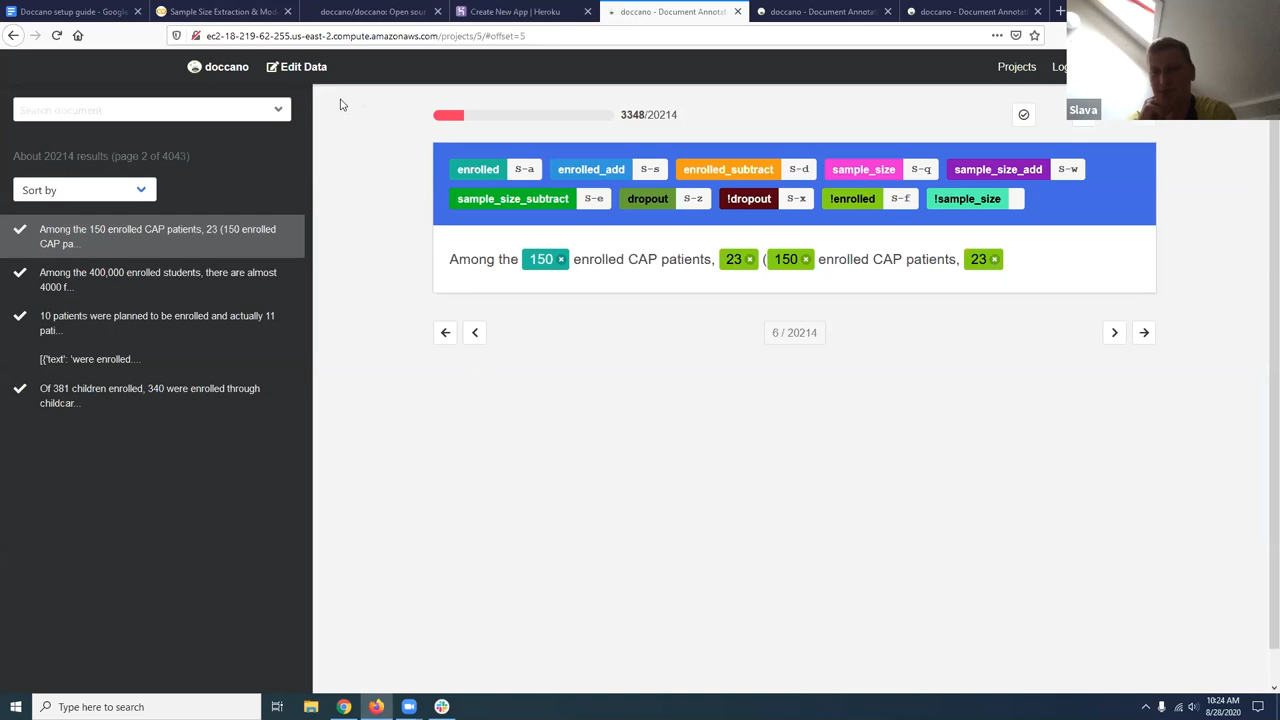 Doccano setup guide - Google
Sample Size Extraction & Mode
doccano/doccano: Open sour
Create New App | Heroku
doccano - Document Annotat
doccano - Document Annotat
doccano - Document Annotat
ec2-18-219-62-255.us-east-2.compute.amazonaws.com/projects/5/#offset=5
doccano
Edit Data
Projects
Slava
Search document
3348/20214
About 20214 results (page 2 of 4043)
Sort by
enrolled S-a enrolled_add S-s enrolled_subtract S-d sample_size S-q sample_size_add S-w
sample_size_subtract S-e dropout S-z !dropout S-x !enrolled S-f !sample_size
Among the 150 enrolled CAP patients, 23 (150 enrolled CAP patients, 23
Among the 150 enrolled CAP patients, 23 (150 enrolled
CAP pa...
Among the 400,000 enrolled students, there are almost
4000 f...
10 patients were planned to be enrolled and actually 11
pati...
[{'text': 'were enrolled....
Of 381 children enrolled, 340 were enrolled through
childcar...
6 / 20214
Type here to search
10:24 AM
8/28/2020